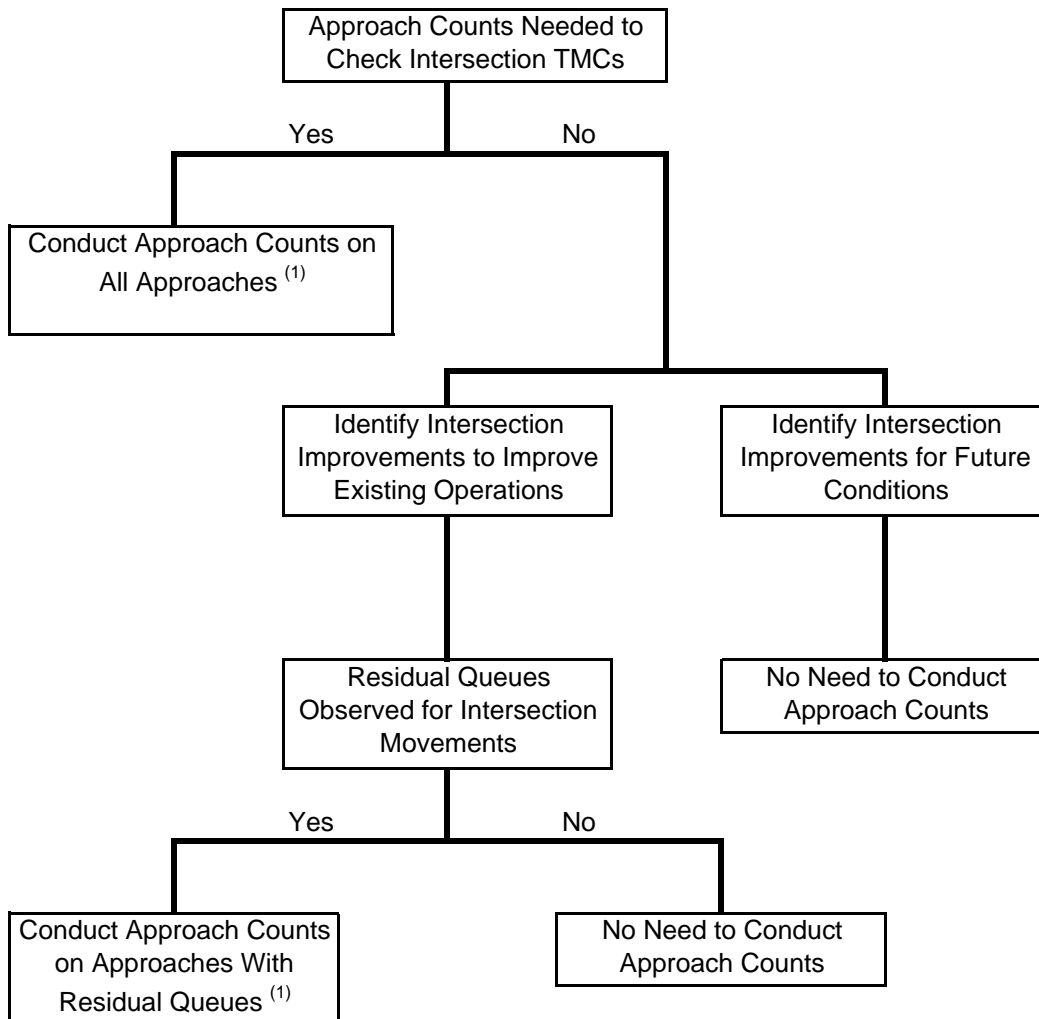 Approach Counts Needed to
Check Intersection TMCs
Yes
No
Conduct Approach Counts on
All Approaches (1)
Identify Intersection
Improvements to Improve
Existing Operations
Identify Intersection
Improvements for Future
Conditions
Residual Queues
Observed for Intersection
Movements
No Need to Conduct
Approach Counts
Yes
No
Conduct Approach Counts
on Approaches With
Residual Queues (1)
No Need to Conduct
Approach Counts